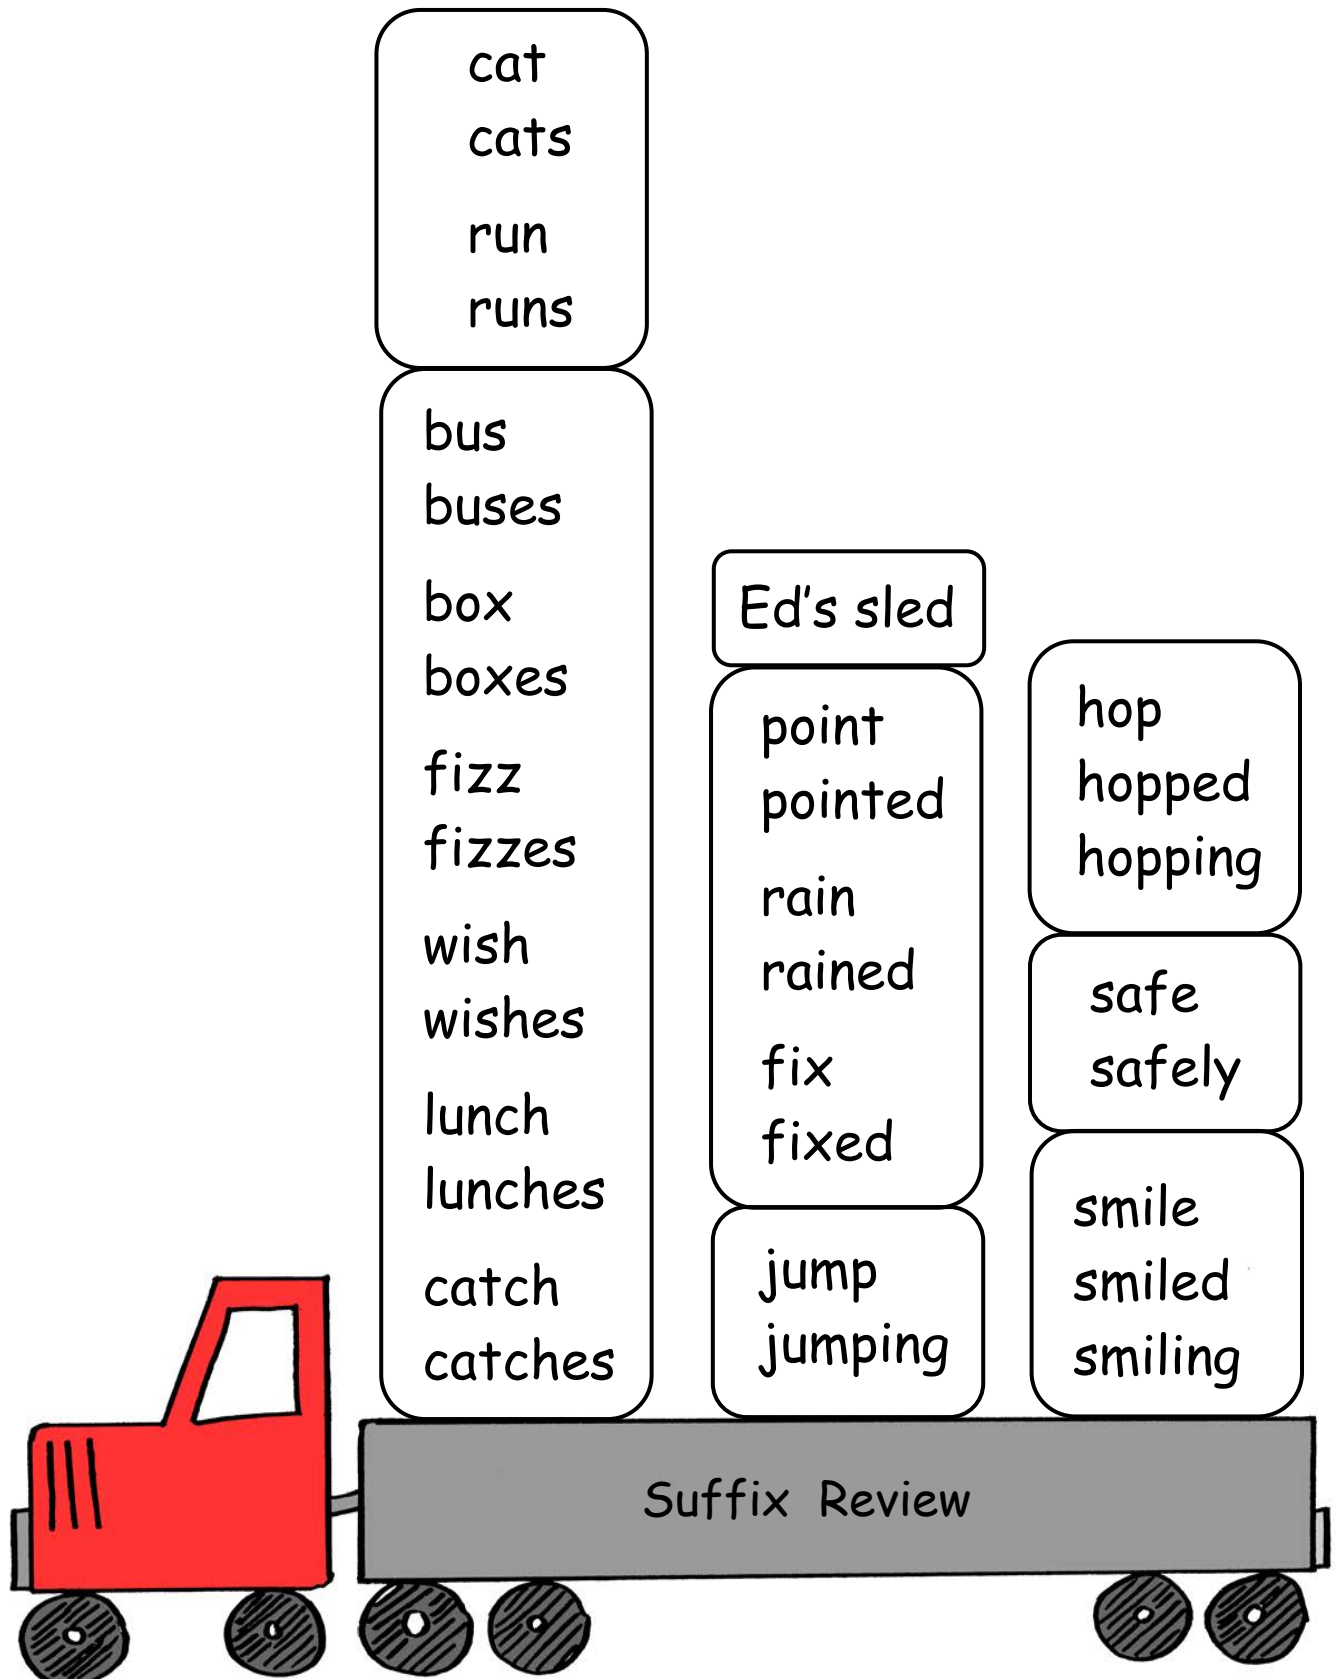 cat
cats
run
runs
bus
buses
box
boxes
fizz
fizzes
wish
wishes
lunch
lunches
catch
catches
Ed's sled
point
pointed
rain
rained
fix
fixed
jump
jumping
hop
hopped
hopping
safe
safely
smile
smiled
smiling
Suffix Review